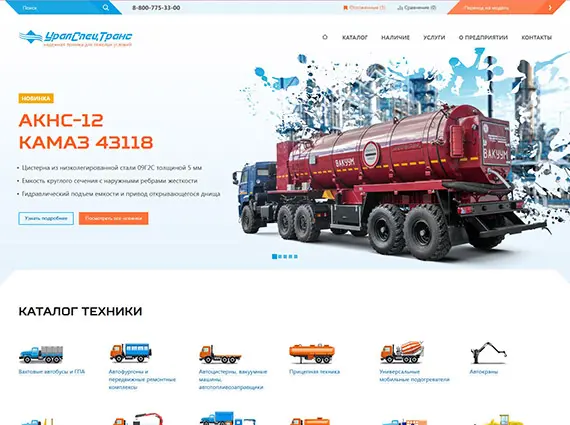 Поиск
8-800-775-33-00
Отложенные (1)
Сравнение (0)
Переход на модель
УралСпецТранс
надежная техника для тяжелых условий
КАТАЛОГ
НАЛИЧИЕ
УСЛУГИ
О ПРЕДПРИЯТИИ
КОНТАКТЫ
НОВИНКА
АКНС-12
КАМАЗ 43118
Цистерна из низколегированной стали 09Г2С толщиной 5 мм
Емкость круглого сечения с наружными ребрами жесткости
Гидравлический подъем емкости и привод открывающегося днища
Узнать подробнее
Посмотреть все новинки
ВАКУУМ
ВАКУУМ
КАТАЛОГ ТЕХНИКИ
Вахтовые автобусы и ГПА
Автофургоны и
передвижные ремонтные
комплексы
Автоцистерны, вакуумные
машины,
автотопливозаправщики
Прицепная техника
Универсальные
мобильные подогреватели
Автокраны